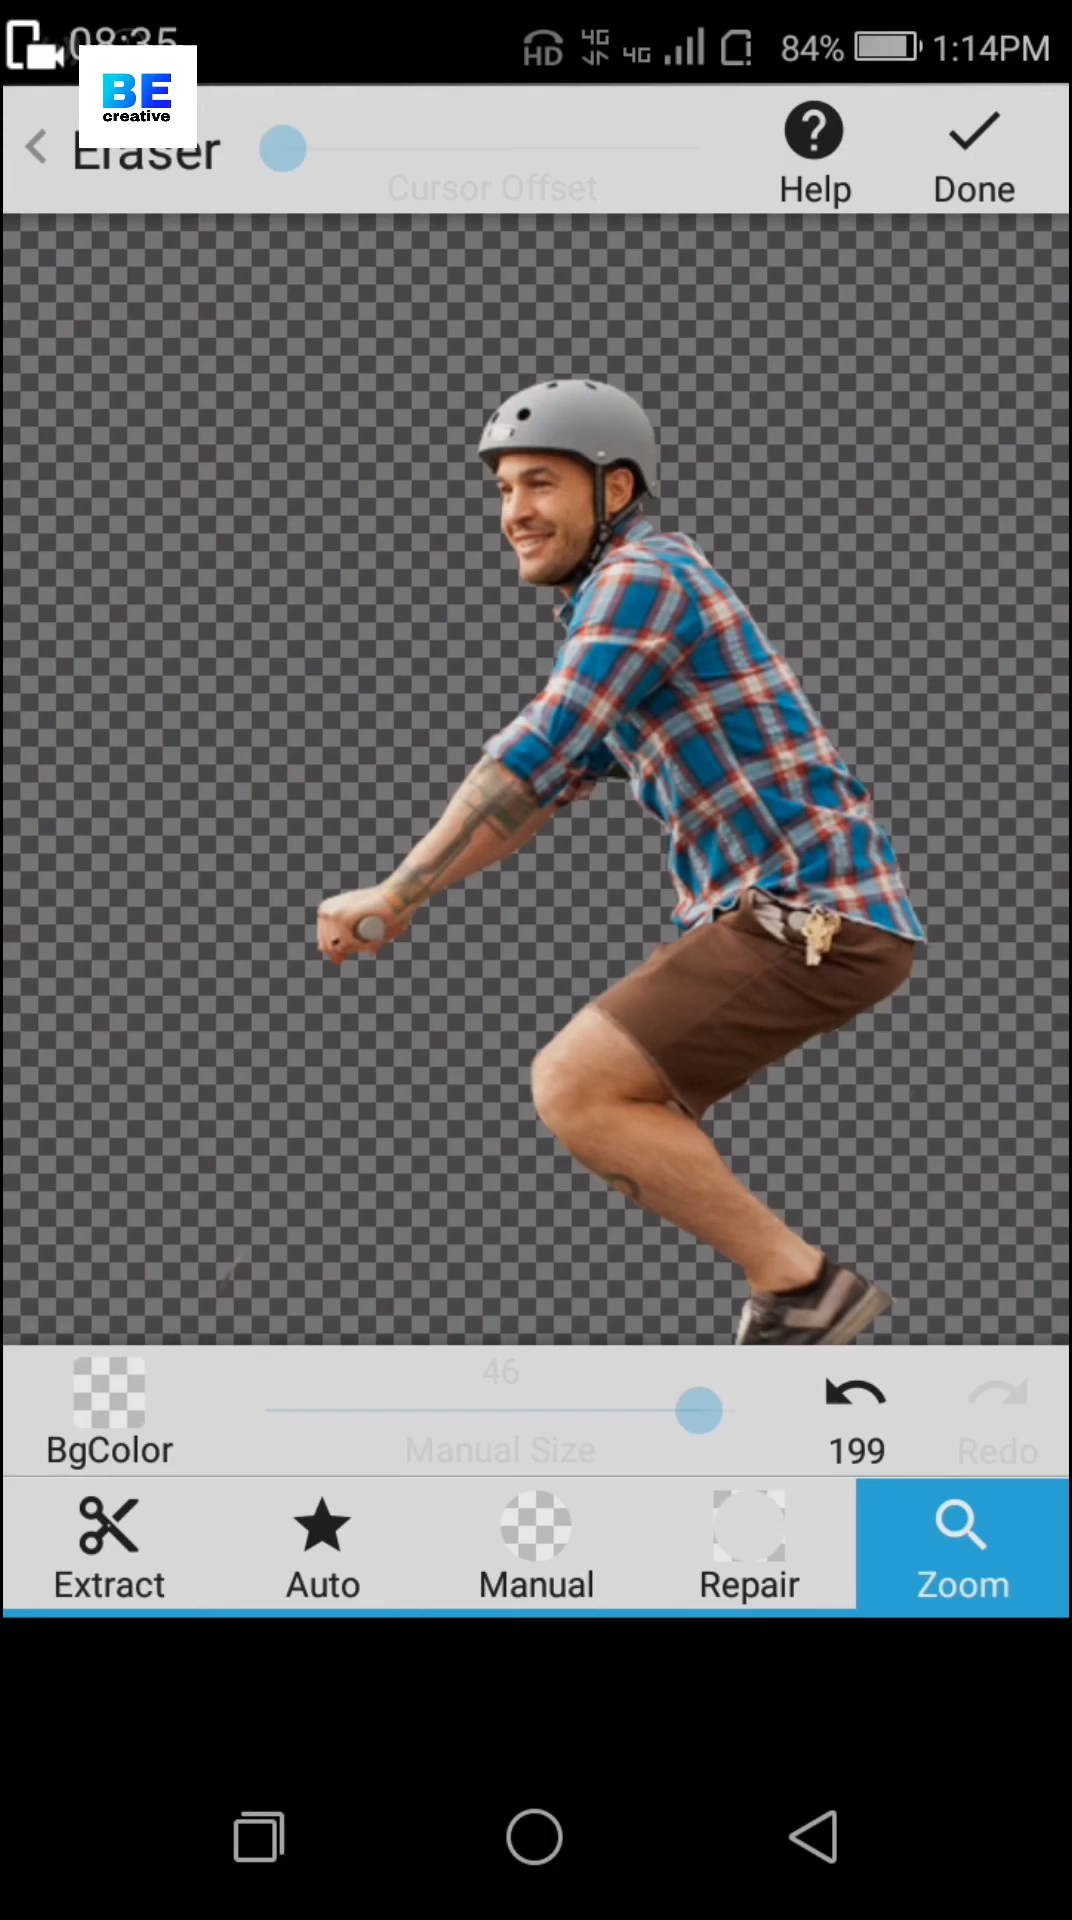 08:35
HD 4G 4G 84% 1:14PM
BE
creative
Eraser
Cursor Offset
Help
Done
46
BgColor
Manual Size
199
Redo
Extract
Auto
Manual
Repair
Zoom